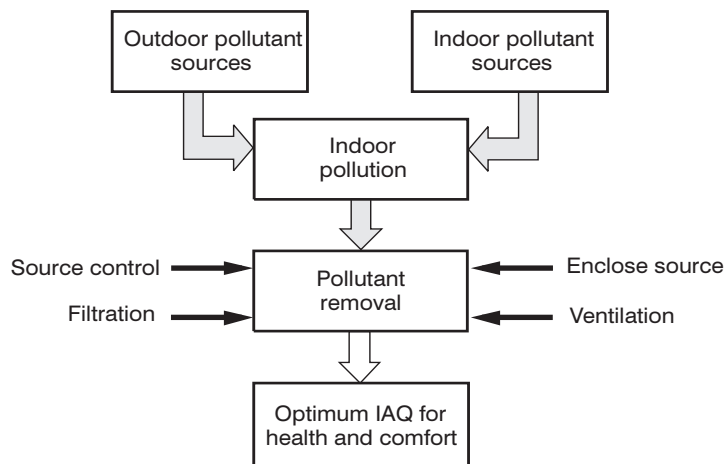 Outdoor pollutant
sources
Indoor pollutant
sources
Indoor
pollution
Source control
Filtration
Pollutant
removal
Enclose source
Ventilation
Optimum IAQ for
health and comfort